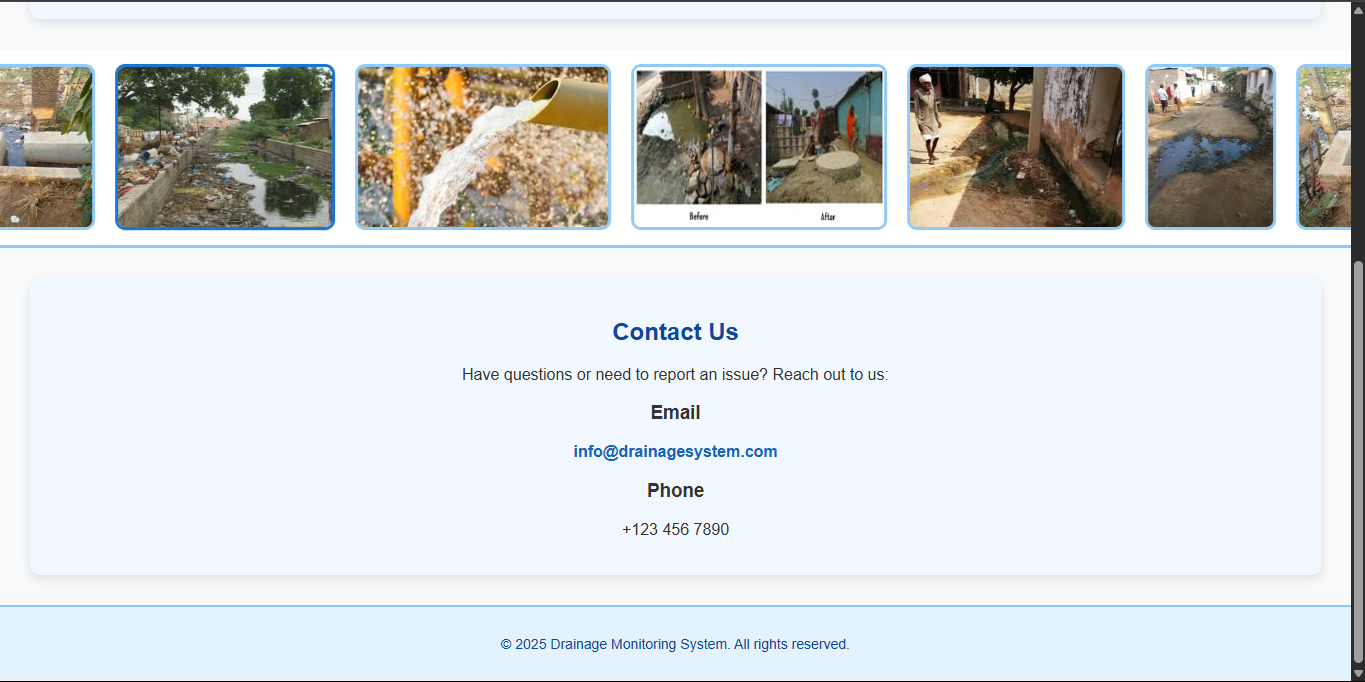 Before
After
Contact Us
Have questions or need to report an issue? Reach out to us:
Email
info@drainagesystem.com
Phone
+123 456 7890
© 2025 Drainage Monitoring System. All rights reserved.